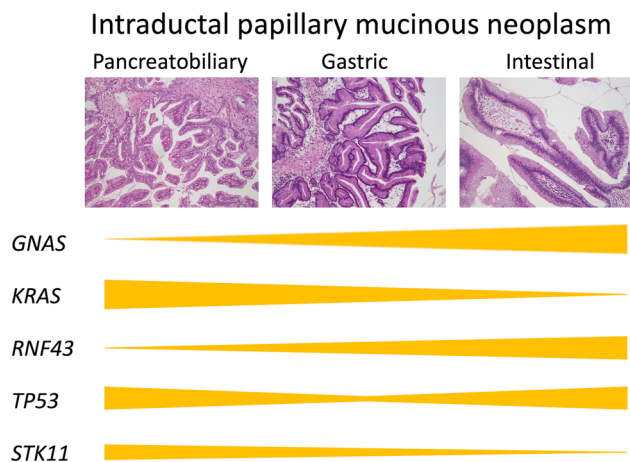 Intraductal papillary mucinous neoplasm
Pancreatobiliary Gastric Intestinal
GNAS
KRAS
RNF43
TP53
STK11